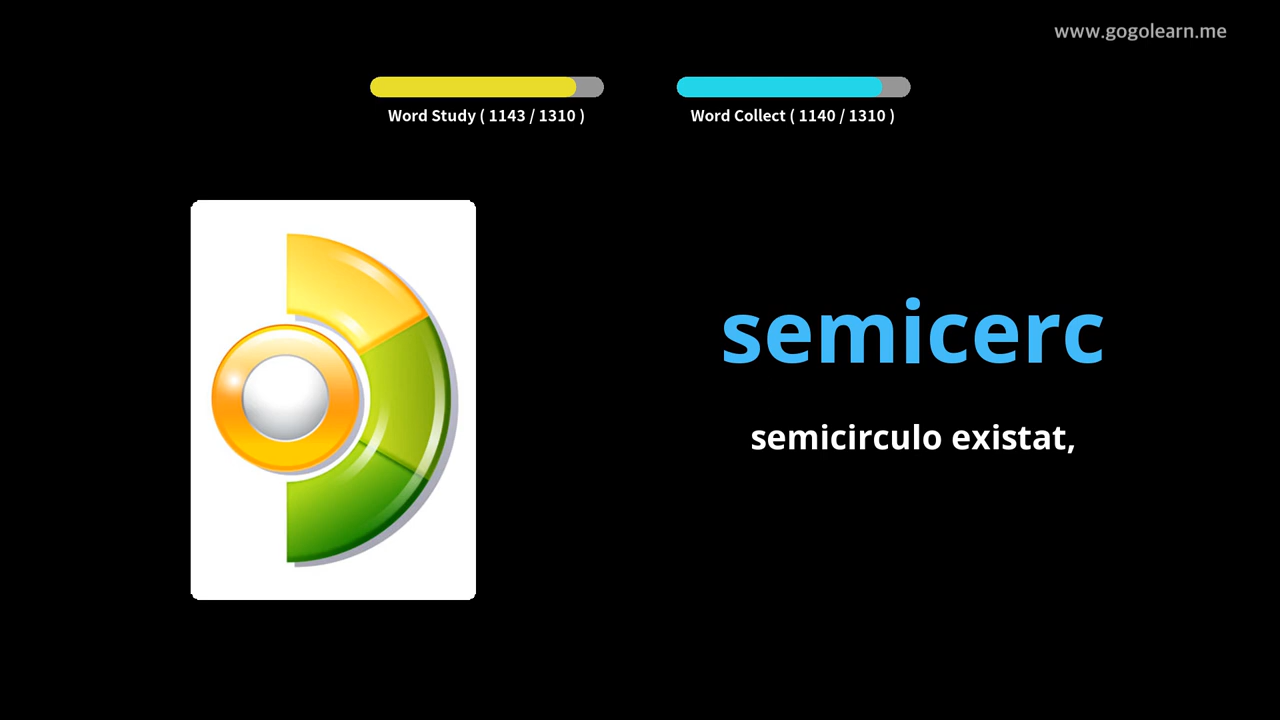 www.gogolearn.me
Word Study ( 1143 / 1310 )
Word Collect ( 1140 / 1310 )
semicerc
semicirculo existat,